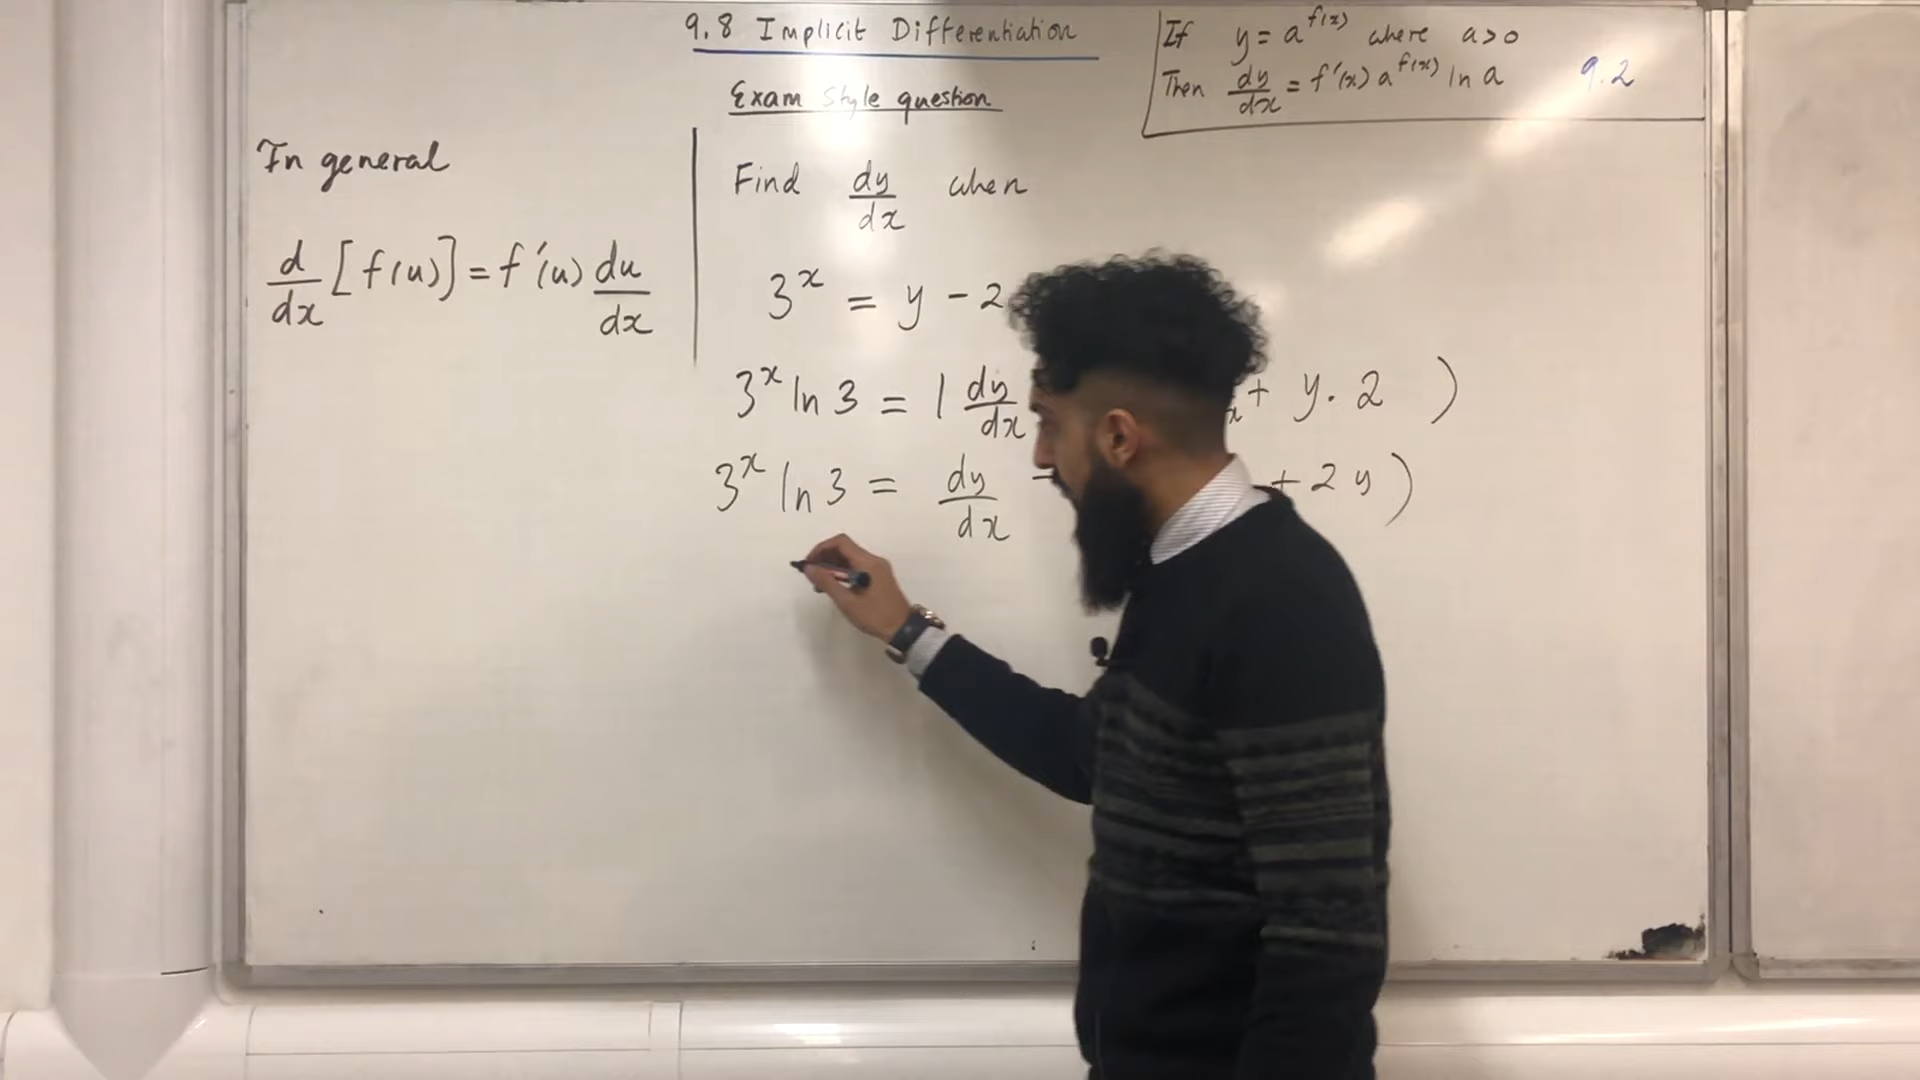 9.8 Implicit Differentiation
Exam Style question
If y = a^f(x) where a>0
Then dy/dx = f'(x) a^f(x) ln a 9.2
In general
d/dx [f(u)] = f'(u) du/dx
Find dy/dx when
3^x = y - 2
3^x ln 3 = 1 dy/dx x + y. 2 )
3^x ln 3 = dy/dx - + 2y)